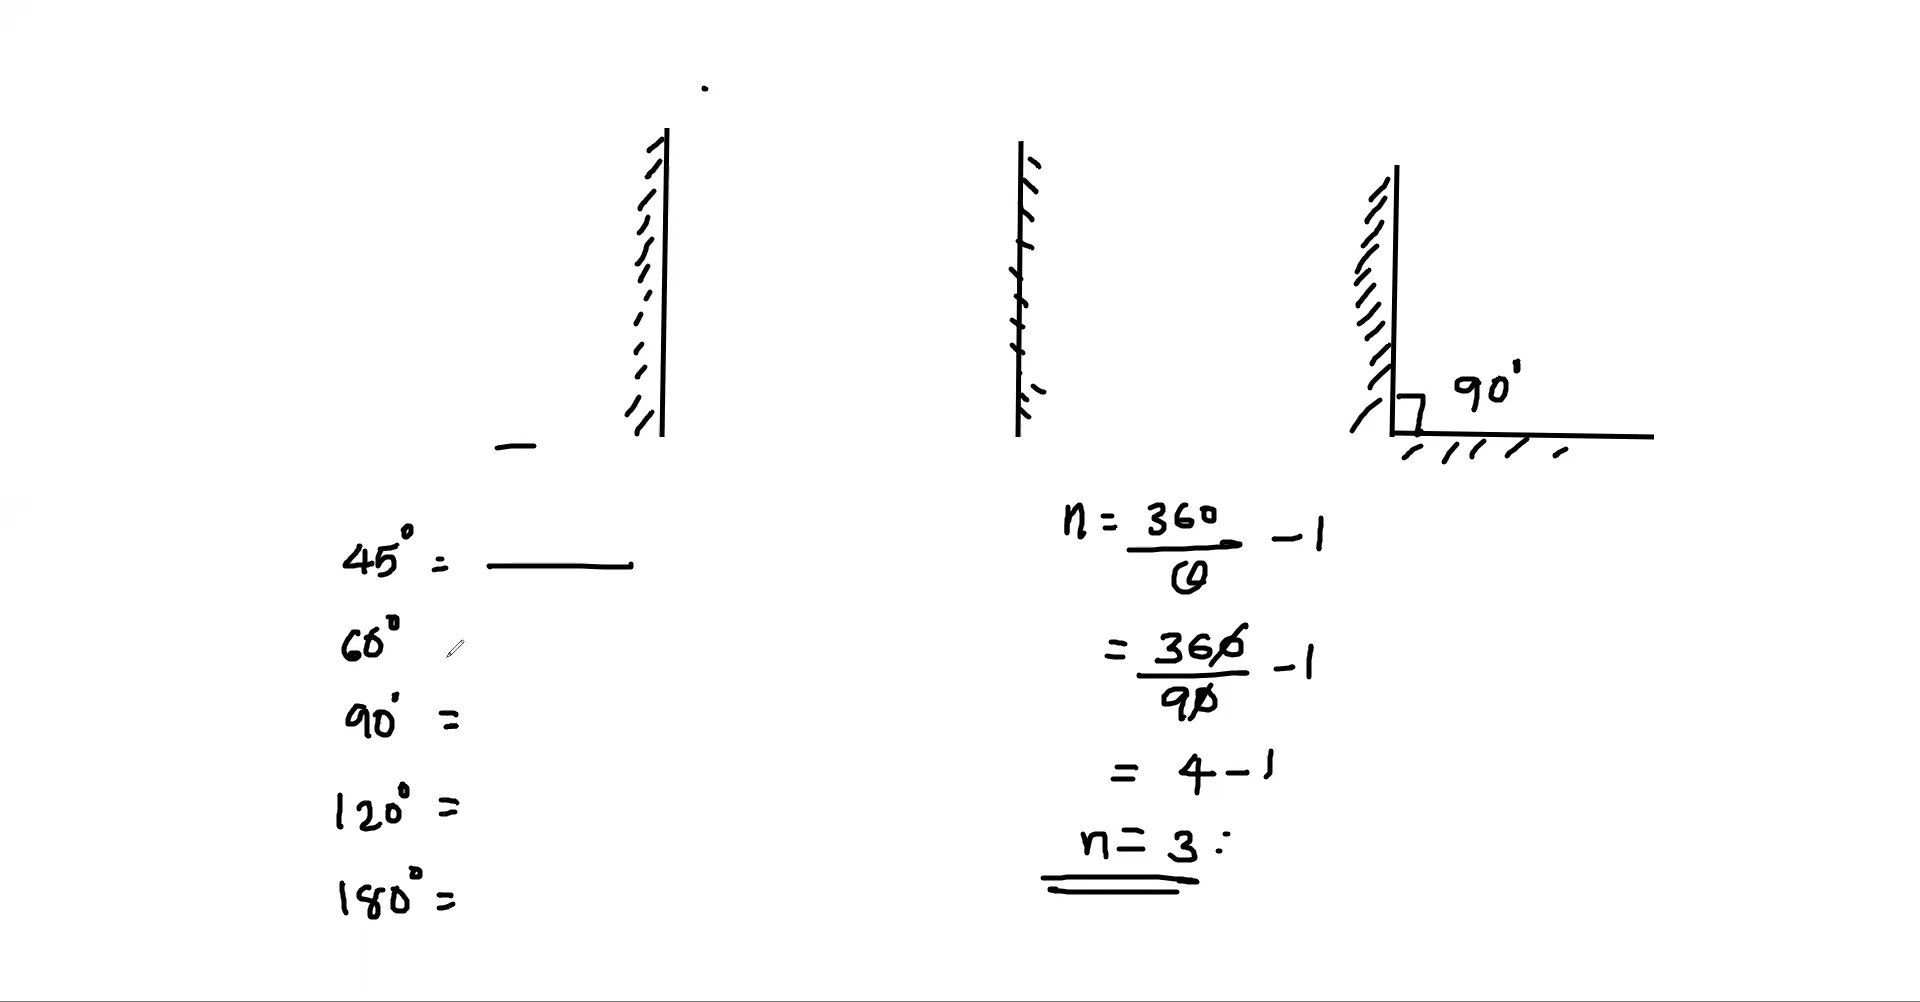 90°
45° = ———
60°
90° =
120° =
180° =
n = 360/θ - 1
= 360/90 - 1
= 4 - 1
n = 3 :